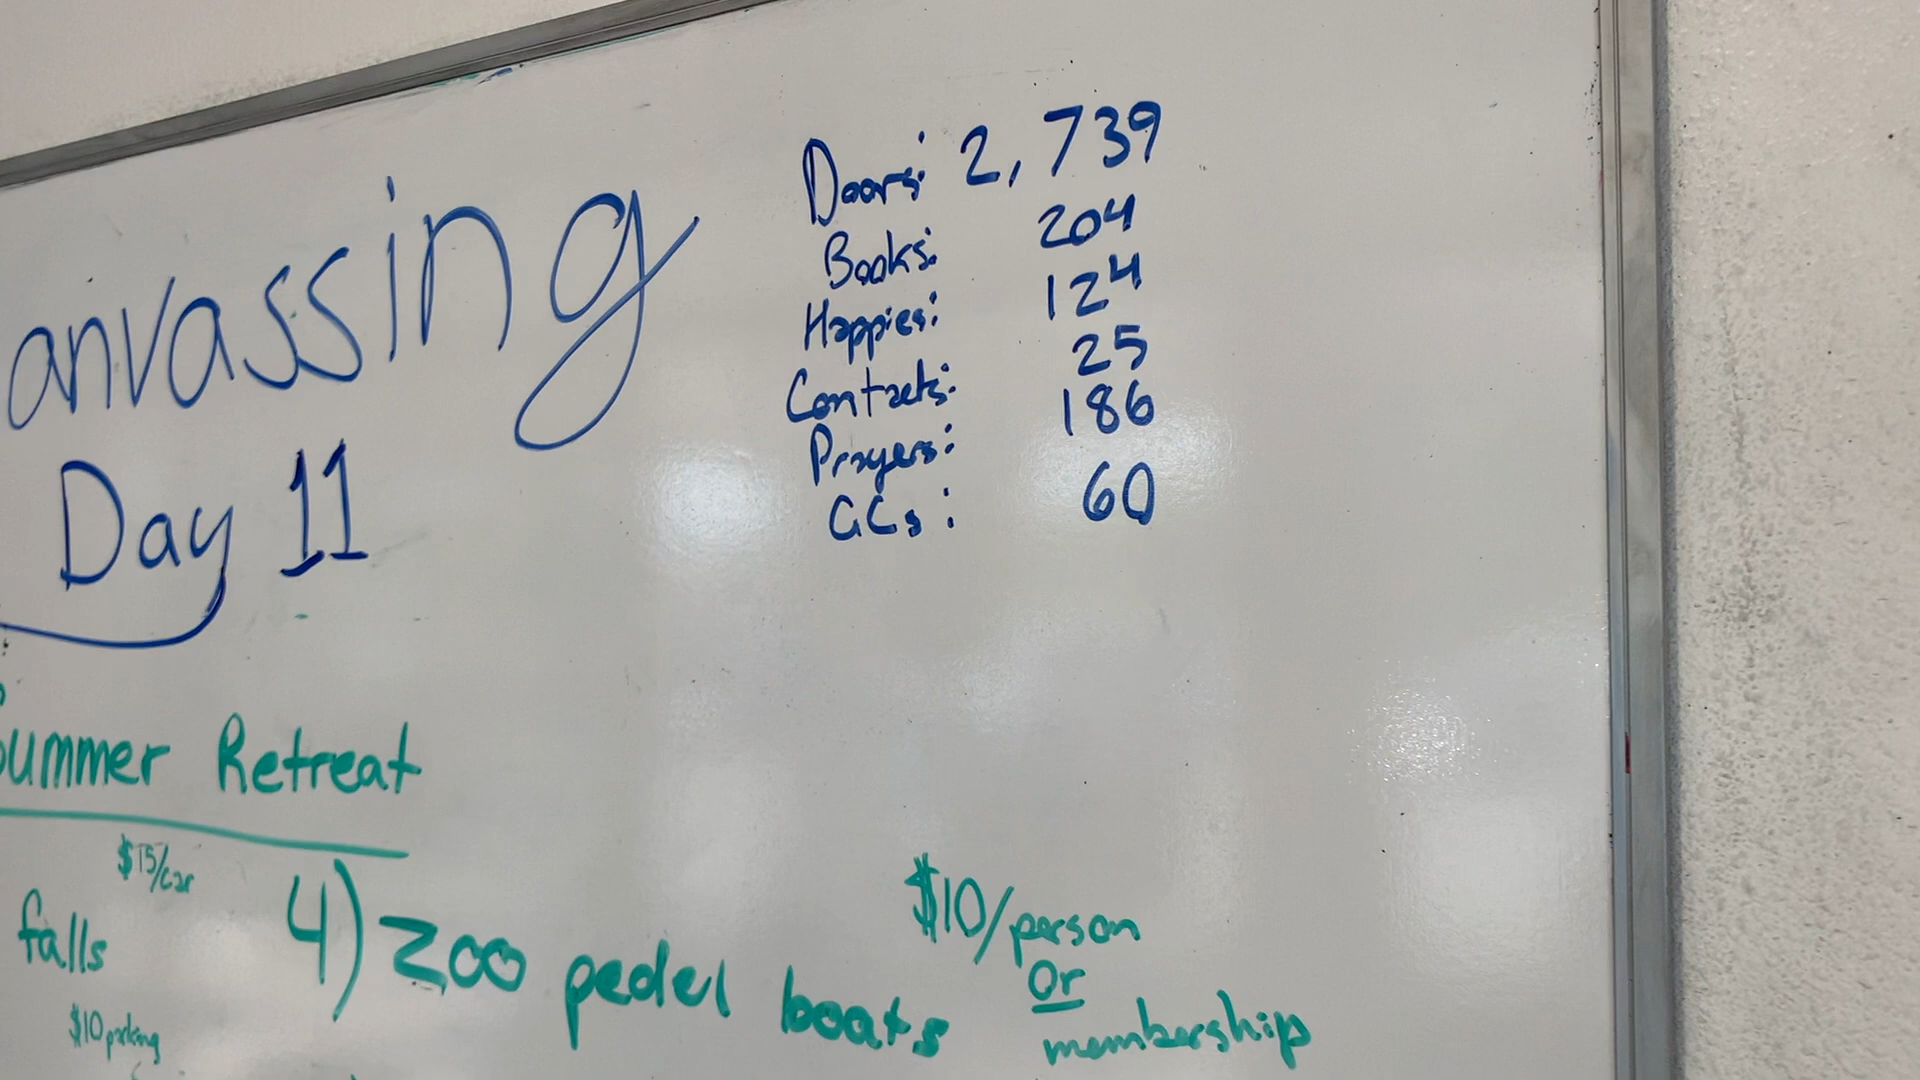 anvassing
Day 11
Doors: 2,739
Books: 204
Happies: 124
Contacts: 25
Prayers: 186
GCs: 60
Summer Retreat
$15/car
falls
$10 parking
4) Zoo pedel boats
$10/person
Or
membership